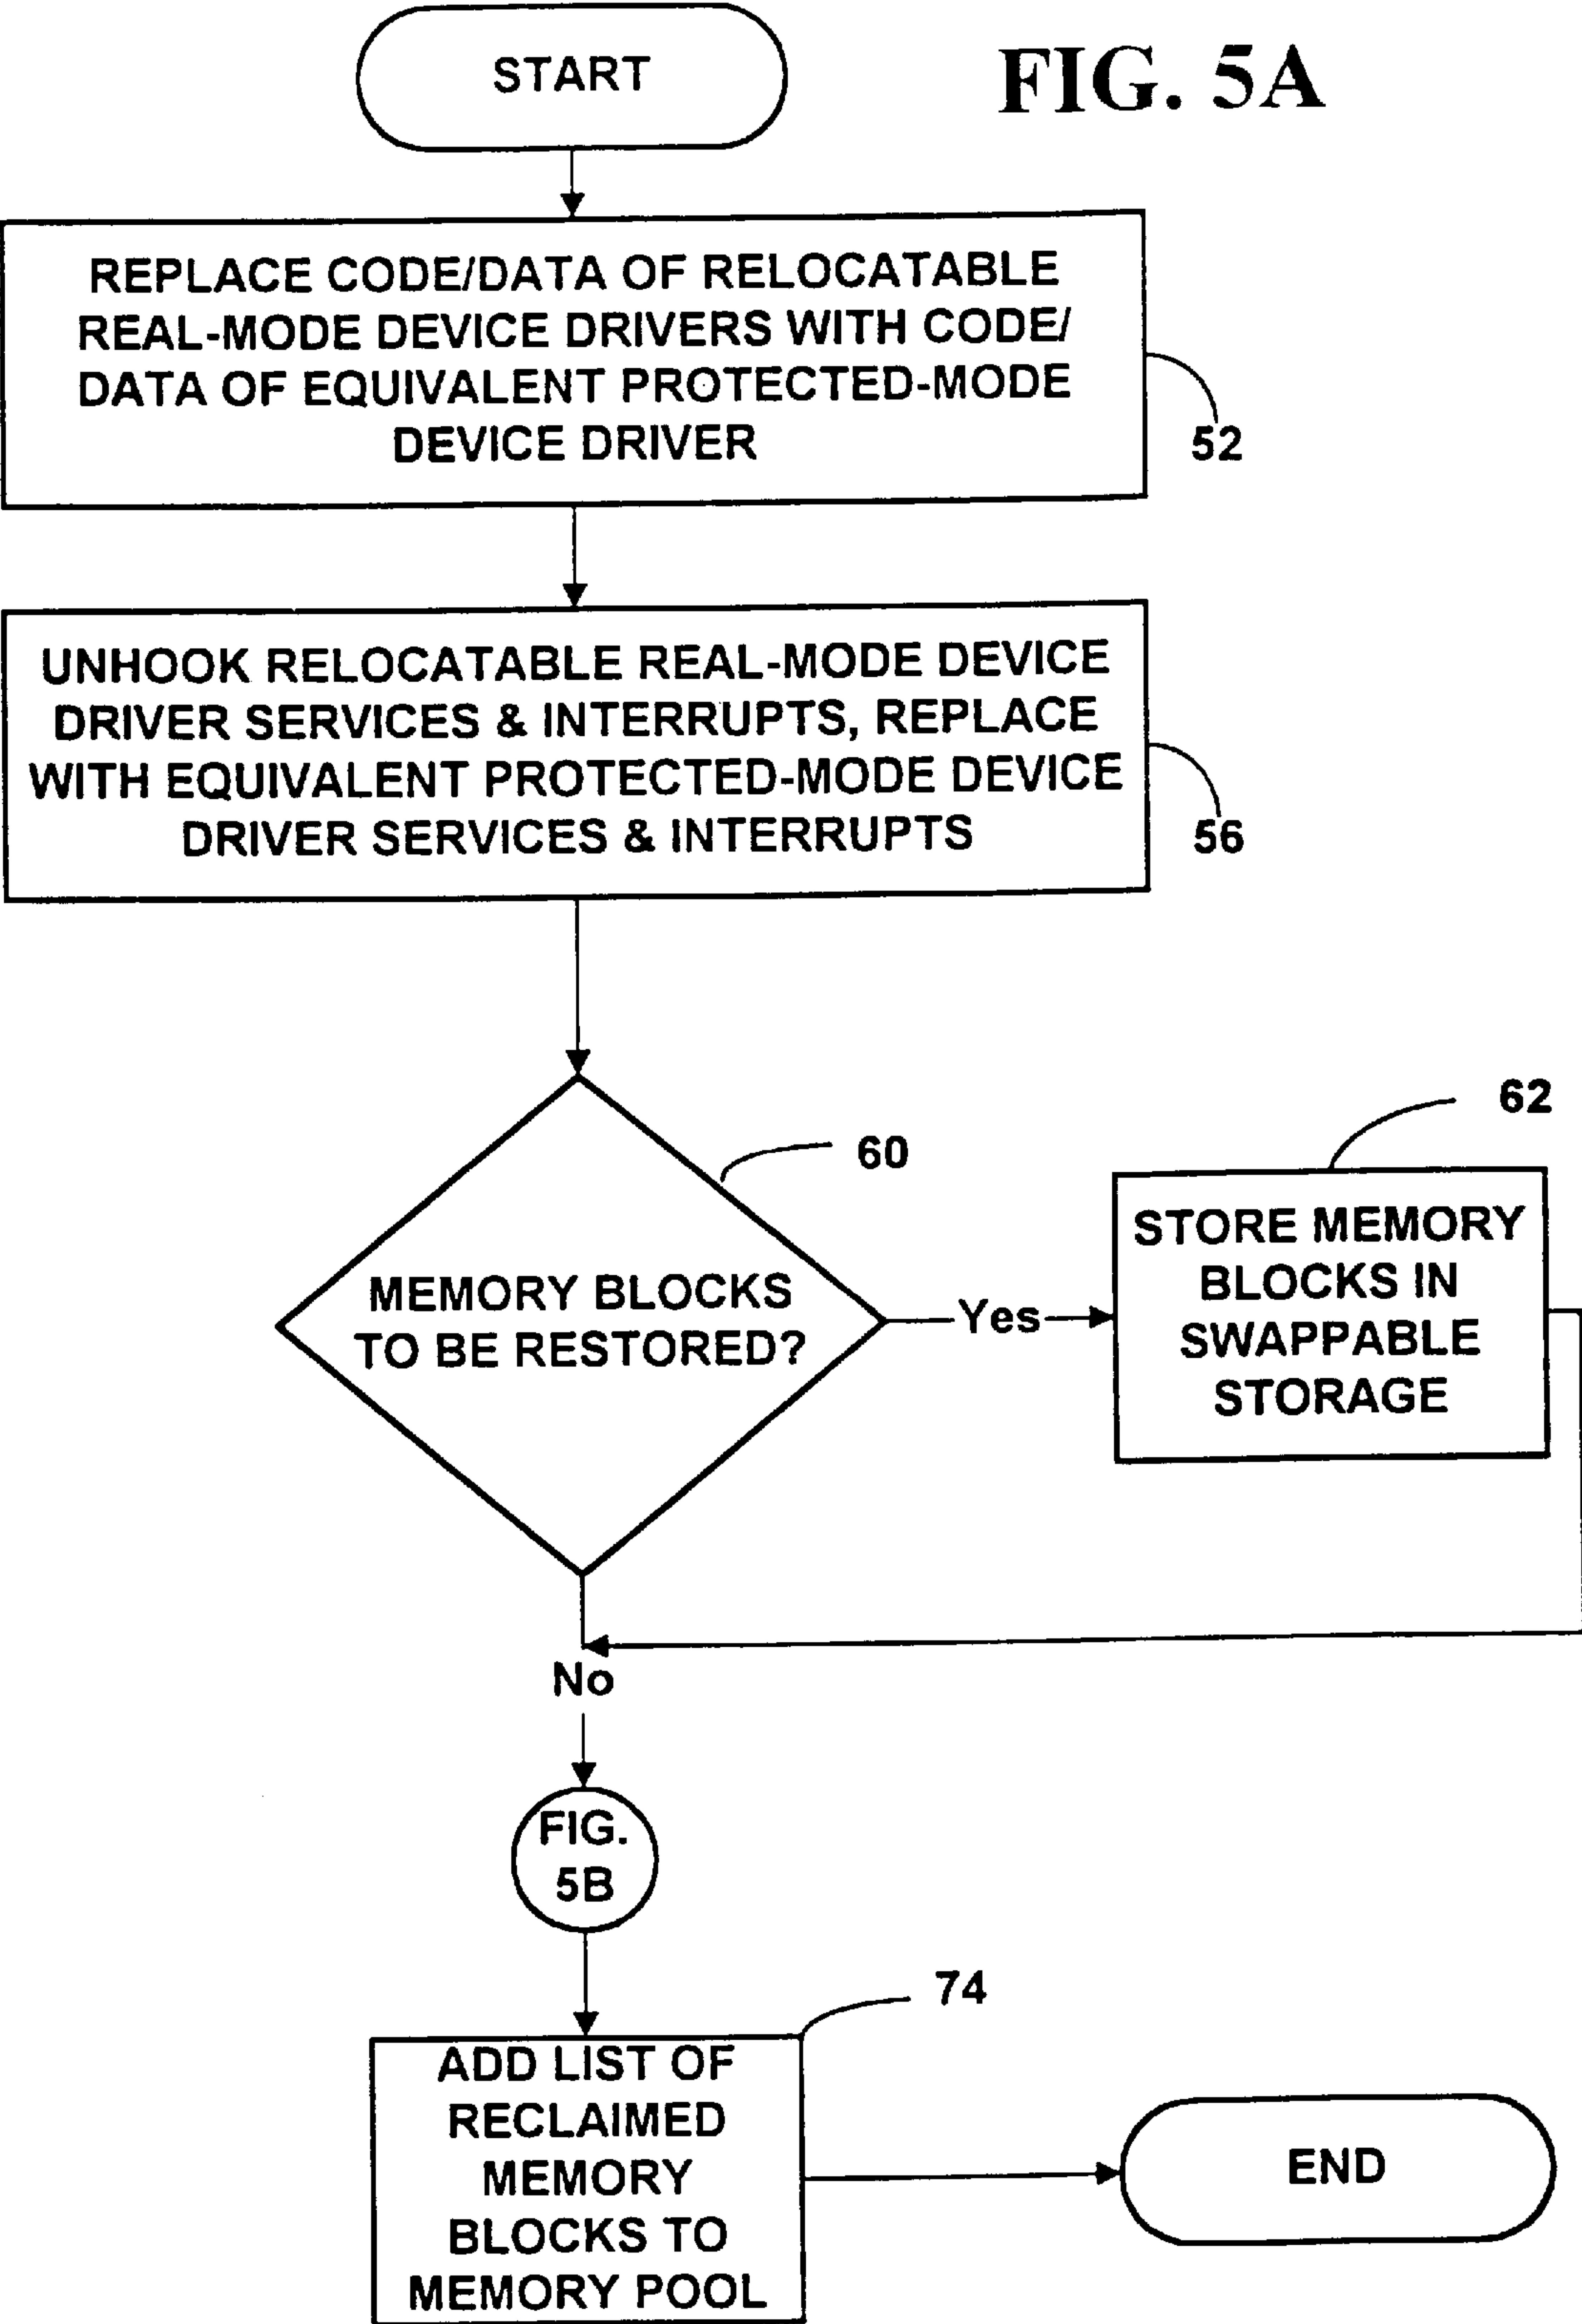 START
FIG. 5A
REPLACE CODE/DATA OF RELOCATABLE
REAL-MODE DEVICE DRIVERS WITH CODE/
DATA OF EQUIVALENT PROTECTED-MODE
DEVICE DRIVER
52
UNHOOK RELOCATABLE REAL-MODE DEVICE
DRIVER SERVICES & INTERRUPTS, REPLACE
WITH EQUIVALENT PROTECTED-MODE DEVICE
DRIVER SERVICES & INTERRUPTS
56
60
MEMORY BLOCKS
TO BE RESTORED?
Yes
62
STORE MEMORY
BLOCKS IN
SWAPPABLE
STORAGE
No
FIG.
5B
74
ADD LIST OF
RECLAIMED
MEMORY
BLOCKS TO
MEMORY POOL
END